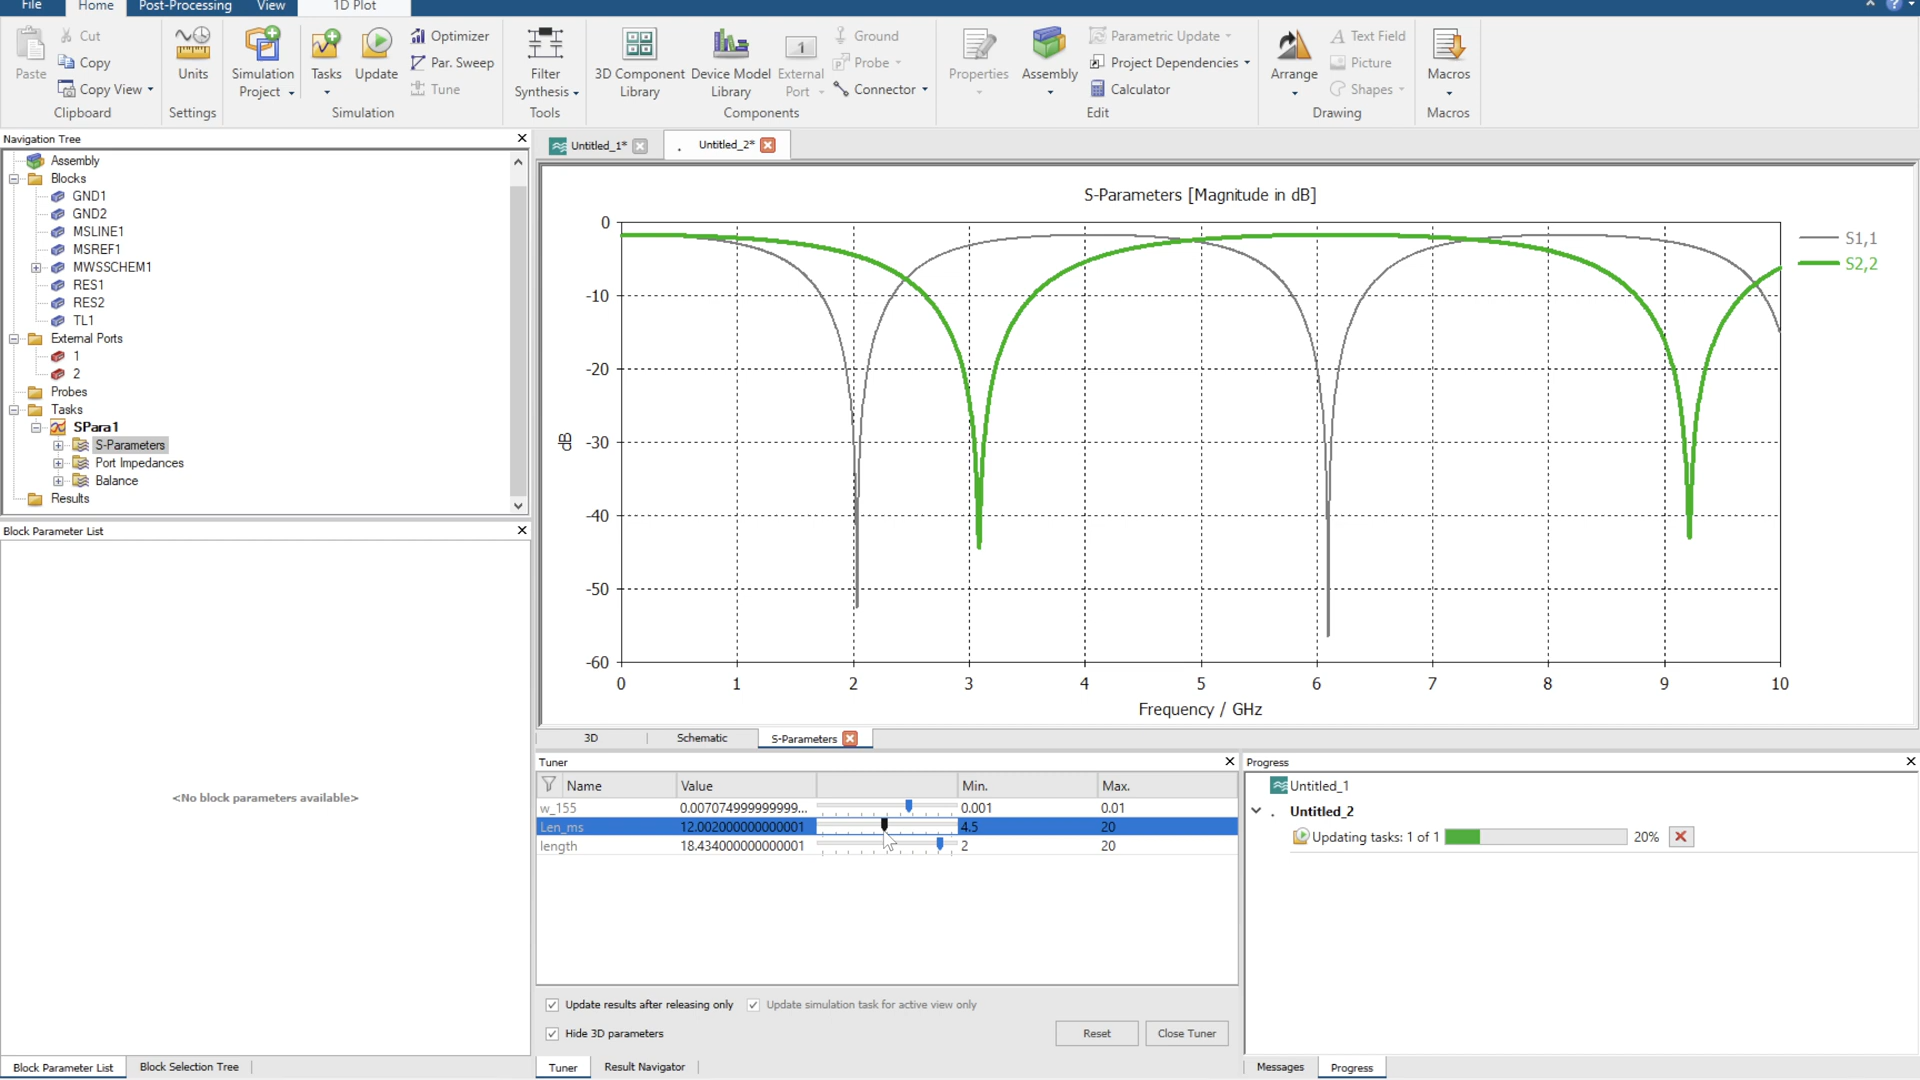 File
Home
Post-Processing
View
1D Plot
Paste
Cut
Copy
Copy View
Clipboard
Units
Settings
Simulation
Project
Tasks
Update
Optimizer
Par. Sweep
Tune
Simulation
Filter
Synthesis
Tools
3D Component
Library
Device Model
Library
1
External
Port
Ground
Probe
Connector
Components
Properties
Assembly
Parametric Update
Project Dependencies
Calculator
Edit
Arrange
Text Field
Picture
Shapes
Drawing
Macros
Macros
Navigation Tree
Assembly
Blocks
GND1
GND2
MSLINE1
MSREF1
MWSSCHEM1
RES1
RES2
TL1
External Ports
1
2
Probes
Tasks
SPara1
S-Parameters
Port Impedances
Balance
Results
Block Parameter List
<No block parameters available>
Block Parameter List
Block Selection Tree
Untitled_1*
Untitled_2*
S-Parameters [Magnitude in dB]
S1,1
S2,2
0
-10
-20
-30
-40
-50
-60
dB
0 1 2 3 4 5 6 7 8 9 10
Frequency / GHz
3D
Schematic
S-Parameters
Tuner
Name Value Min. Max.
w_155 0.007074999999999... 0.001 0.01
Len_ms 12.002000000000001 4.5 20
length 18.434000000000001 2 20
Update results after releasing only
Update simulation task for active view only
Hide 3D parameters
Reset
Close Tuner
Tuner
Result Navigator
Progress
Untitled_1
Untitled_2
Updating tasks: 1 of 1
20%
Messages
Progress